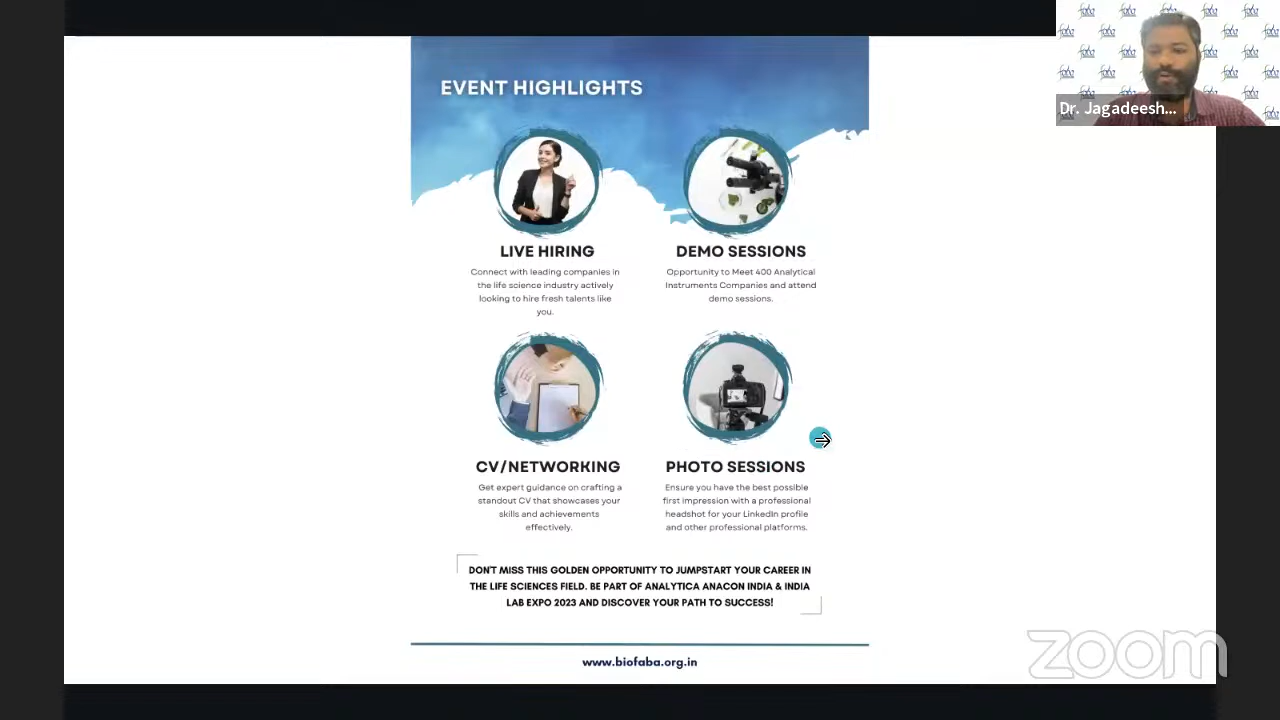 EVENT HIGHLIGHTS
LIVE HIRING
Connect with leading companies in
the life science industry actively
looking to hire fresh talents like
you.
DEMO SESSIONS
Opportunity to Meet 400 Analytical
Instruments Companies and attend
demo sessions.
CV/NETWORKING
Get expert guidance on crafting a
standout CV that showcases your
skills and achievements
effectively.
PHOTO SESSIONS
Ensure you have the best possible
first impression with a professional
headshot for your LinkedIn profile
and other professional platforms.
DON'T MISS THIS GOLDEN OPPORTUNITY TO JUMPSTART YOUR CAREER IN
THE LIFE SCIENCES FIELD. BE PART OF ANALYTICA ANACON INDIA & INDIA
LAB EXPO 2023 AND DISCOVER YOUR PATH TO SUCCESS!
www.biofaba.org.in
Dr. Jagadeesh...
zoom